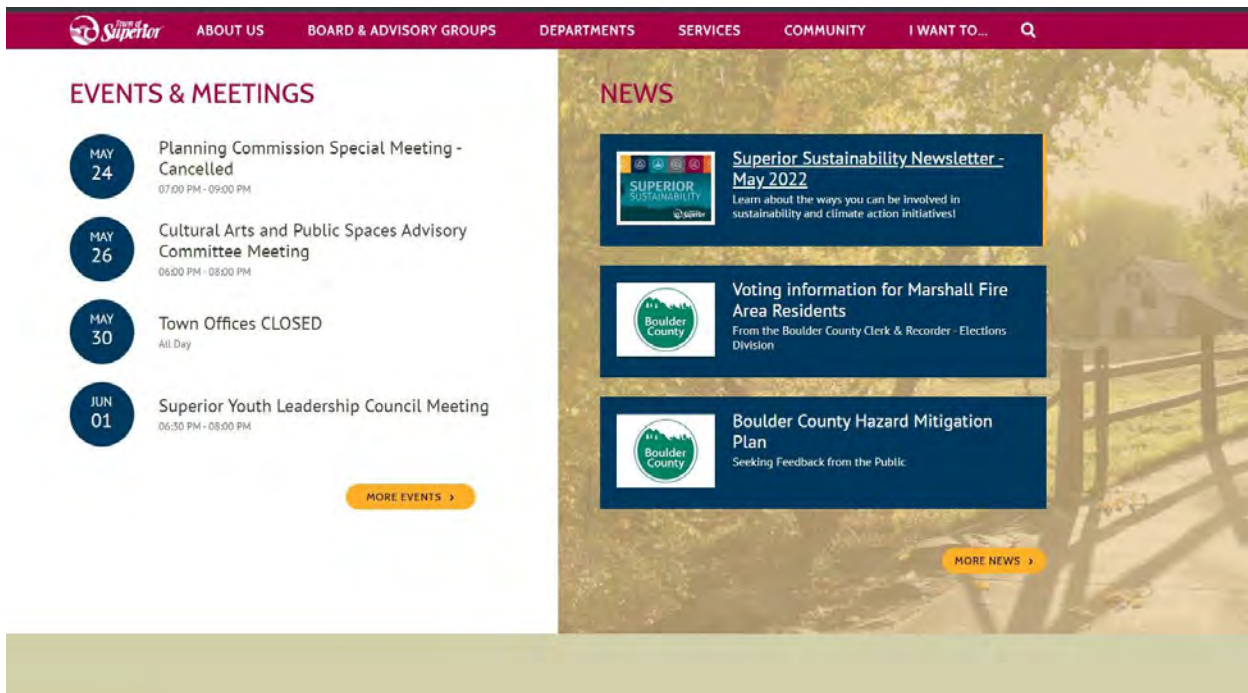 Town of
Superior
ABOUT US
BOARD & ADVISORY GROUPS
DEPARTMENTS
SERVICES
COMMUNITY
I WANT TO...
EVENTS & MEETINGS
MAY
24
Planning Commission Special Meeting -
Cancelled
07:00 PM - 09:00 PM
MAY
26
Cultural Arts and Public Spaces Advisory
Committee Meeting
06:00 PM - 08:00 PM
MAY
30
Town Offices CLOSED
All Day
JUN
01
Superior Youth Leadership Council Meeting
06:30 PM - 08:00 PM
MORE EVENTS ›
NEWS
SUPERIOR
SUSTAINABILITY
Superior
Superior Sustainability Newsletter -
May 2022
Learn about the ways you can be involved in
sustainability and climate action initiatives!
Boulder
County
Voting information for Marshall Fire
Area Residents
From the Boulder County Clerk & Recorder - Elections
Division
Boulder
County
Boulder County Hazard Mitigation
Plan
Seeking Feedback from the Public
MORE NEWS ›